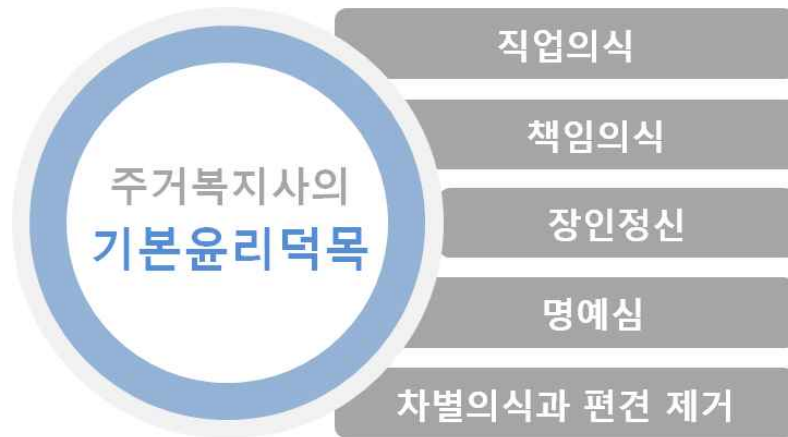 주거복지사의
기본윤리덕목
직업의식
책임의식
장인정신
명예심
차별의식과 편견 제거